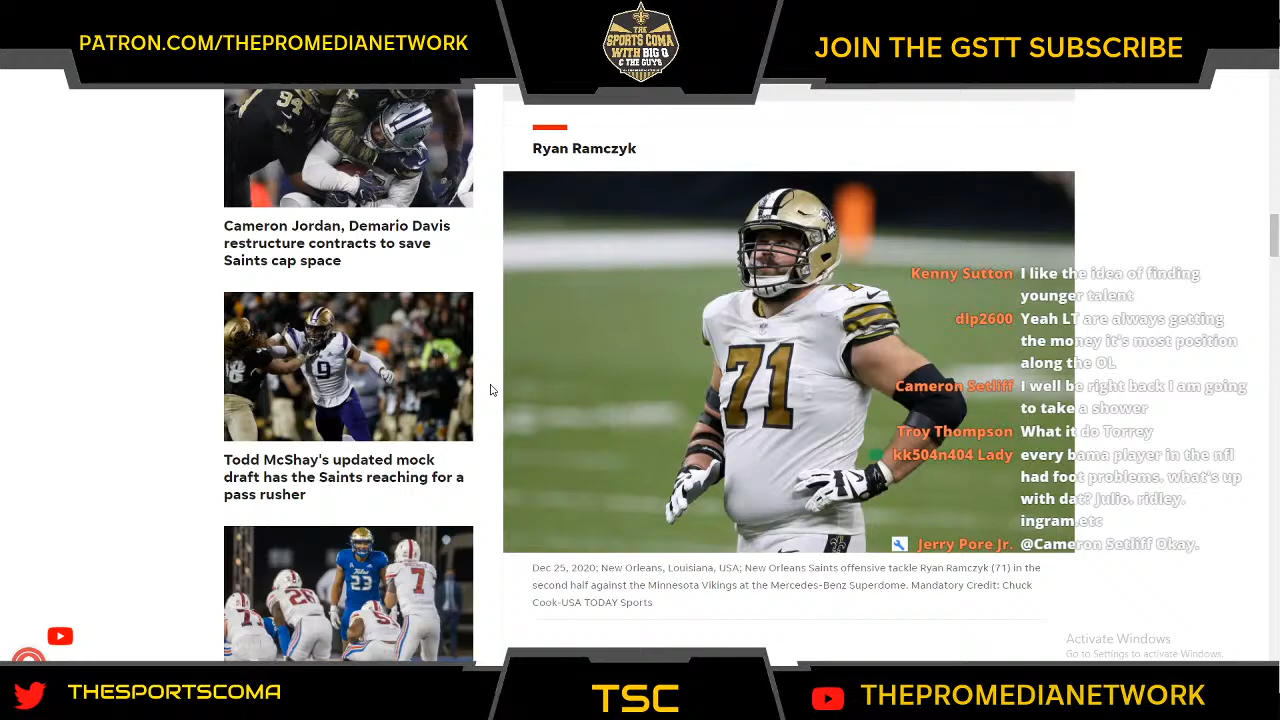 PATRON.COM/THEPROMEDIANETWORK
THE
SPORTS COMA
WITH BIG Q
& THE GUYS
JOIN THE GSTT SUBSCRIBE
94
Cameron Jordan, Demario Davis
restructure contracts to save
Saints cap space
9
Todd McShay's updated mock
draft has the Saints reaching for a
pass rusher
23
7
26
5
Ryan Ramczyk
71
Dec 25, 2020; New Orleans, Louisiana, USA; New Orleans Saints offensive tackle Ryan Ramczyk (71) in the
second half against the Minnesota Vikings at the Mercedes-Benz Superdome. Mandatory Credit: Chuck
Cook-USA TODAY Sports
Kenny Sutton I like the idea of finding
younger talent
dlp2600 Yeah LT are always getting
the money it's most position
along the OL
Cameron Setliff I well be right back I am going
to take a shower
Troy Thompson What it do Torrey
kk504n404 Lady every bama player in the nfl
had foot problems. what's up
with dat? Julio. ridley.
ingram etc
Jerry Pore Jr. @Cameron Setliff Okay.
Activate Windows
Go to Settings to activate Windows.
THESPORTSCOMA
TSC
THEPROMEDIANETWORK